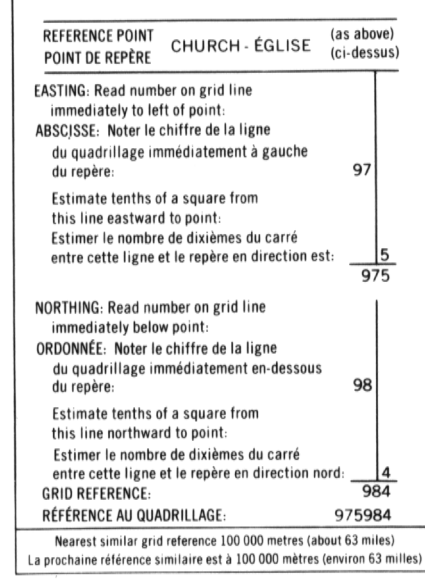 REFERENCE POINT CHURCH - ÉGLISE (as above)
POINT DE REPÈRE (ci-dessus)
EASTING: Read number on grid line
immediately to left of point:
ABSCISSE: Noter le chiffre de la ligne
du quadrillage immédiatement à gauche
du repère: 97
Estimate tenths of a square from
this line eastward to point:
Estimer le nombre de dixièmes du carré
entre cette ligne et le repère en direction est: 5
975
NORTHING: Read number on grid line
immediately below point:
ORDONNÉE: Noter le chiffre de la ligne
du quadrillage immédiatement en-dessous
du repère: 98
Estimate tenths of a square from
this line northward to point:
Estimer le nombre de dixièmes du carré
entre cette ligne et le repère en direction nord: 4
GRID REFERENCE: 984
RÉFÉRENCE AU QUADRILLAGE: 975984
Nearest similar grid reference 100 000 metres (about 63 miles)
La prochaine référence similaire est à 100 000 mètres (environ 63 milles)